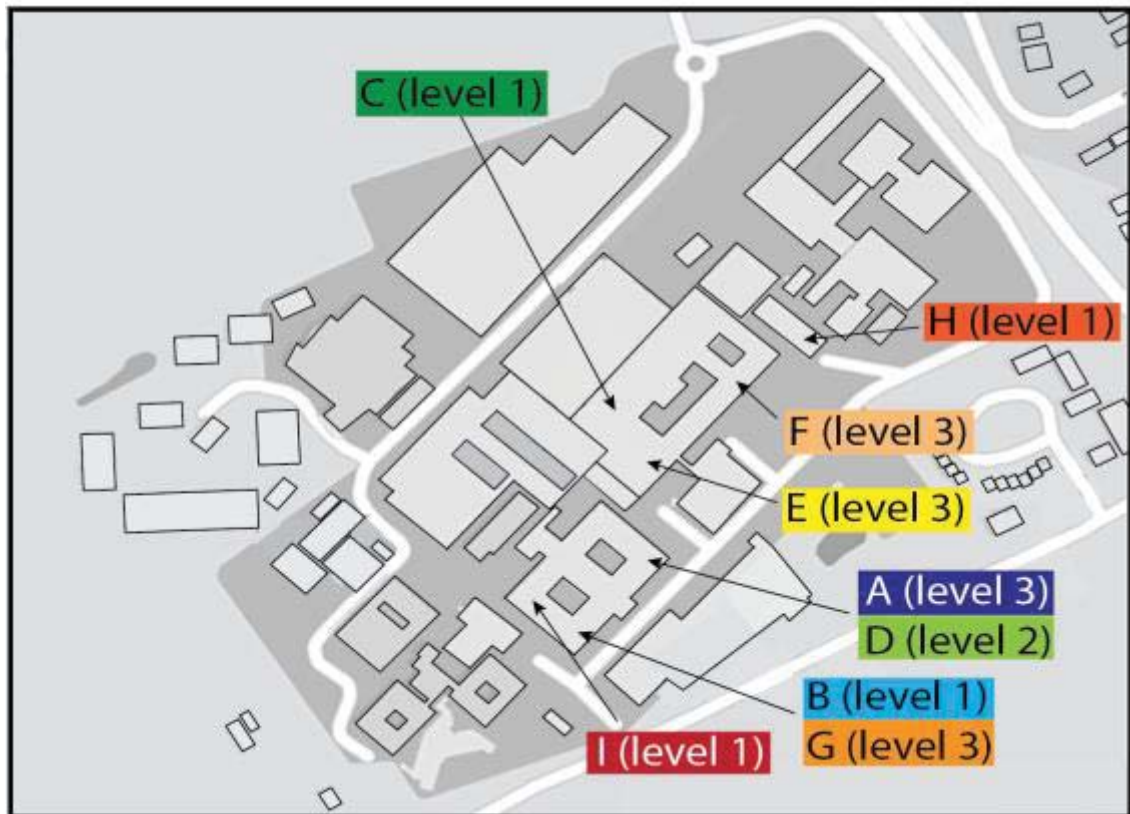 C (level 1)
H (level 1)
F (level 3)
E (level 3)
A (level 3)
D (level 2)
B (level 1)
I (level 1)
G (level 3)